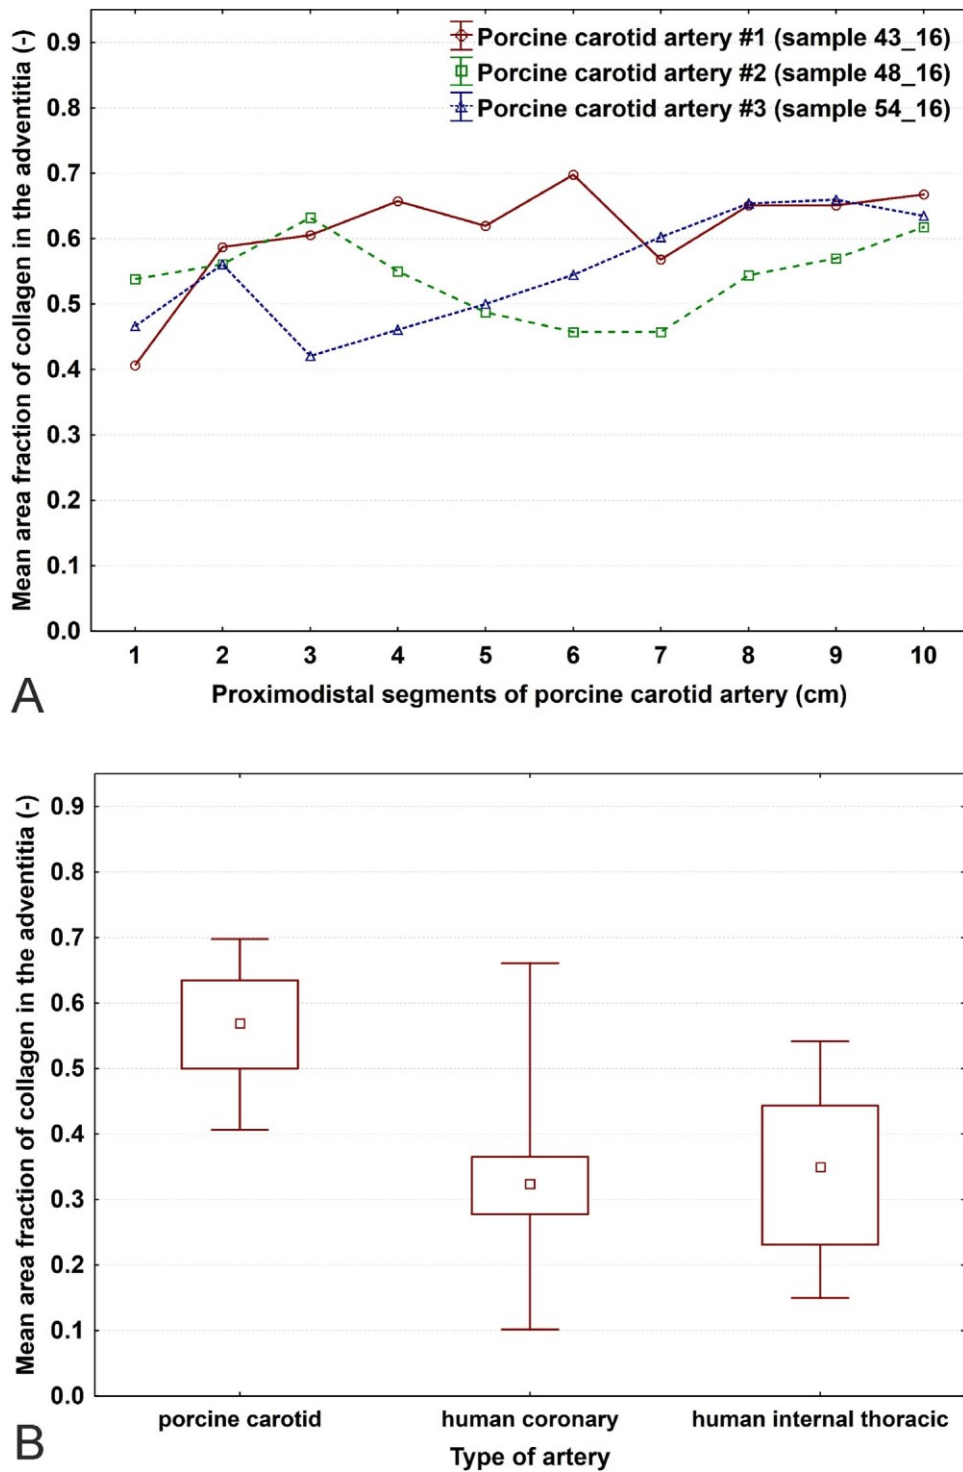 Porcine carotid artery #1 (sample 43_16)
Porcine carotid artery #2 (sample 48_16)
Porcine carotid artery #3 (sample 54_16)
Mean area fraction of collagen in the adventitia (-)
0.9
0.8
0.7
0.6
0.5
0.4
0.3
0.2
0.1
0.0
1 2 3 4 5 6 7 8 9 10
Proximodistal segments of porcine carotid artery (cm)
A
Mean area fraction of collagen in the adventitia (-)
0.9
0.8
0.7
0.6
0.5
0.4
0.3
0.2
0.1
0.0
porcine carotid human coronary human internal thoracic
Type of artery
B